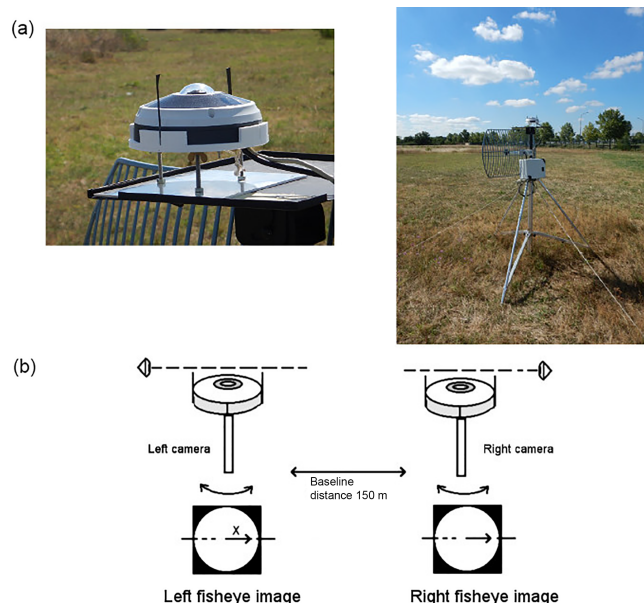 (a)
(b)
Left camera
Right camera
Baseline
distance 150 m
X
Left fisheye image
Right fisheye image